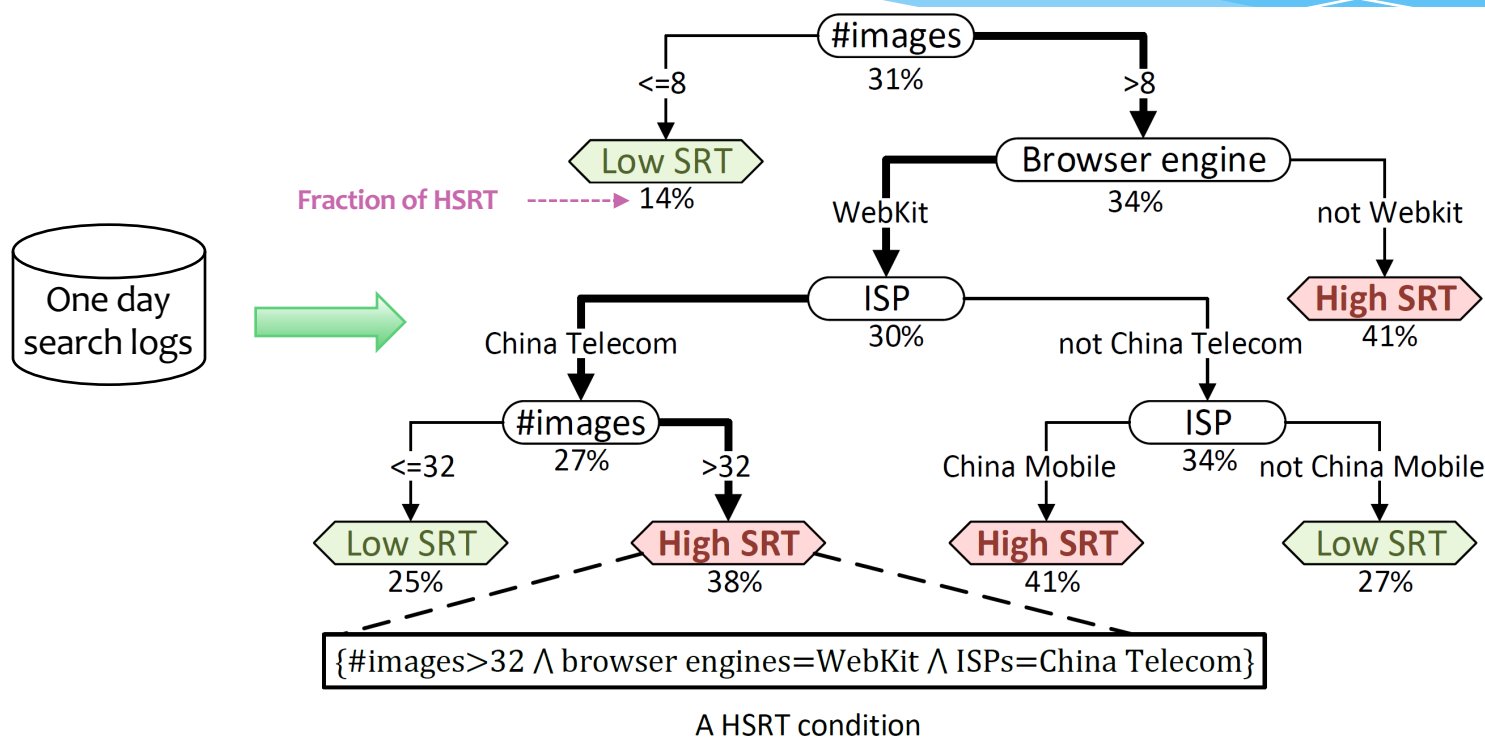 #images
31%
<=8
>8
Low SRT
14%
Fraction of HSRT
Browser engine
34%
WebKit
not Webkit
One day
search logs
ISP
30%
High SRT
41%
China Telecom
not China Telecom
#images
27%
ISP
34%
<=32
>32
China Mobile
not China Mobile
Low SRT
25%
High SRT
38%
High SRT
41%
Low SRT
27%
{#images>32 Λ browser engines=WebKit Λ ISPs=China Telecom}
A HSRT condition